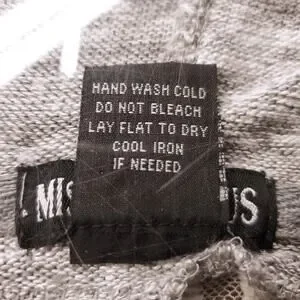 HAND WASH COLD
DO NOT BLEACH
LAY FLAT TO DRY
COOL IRON
IF NEEDED